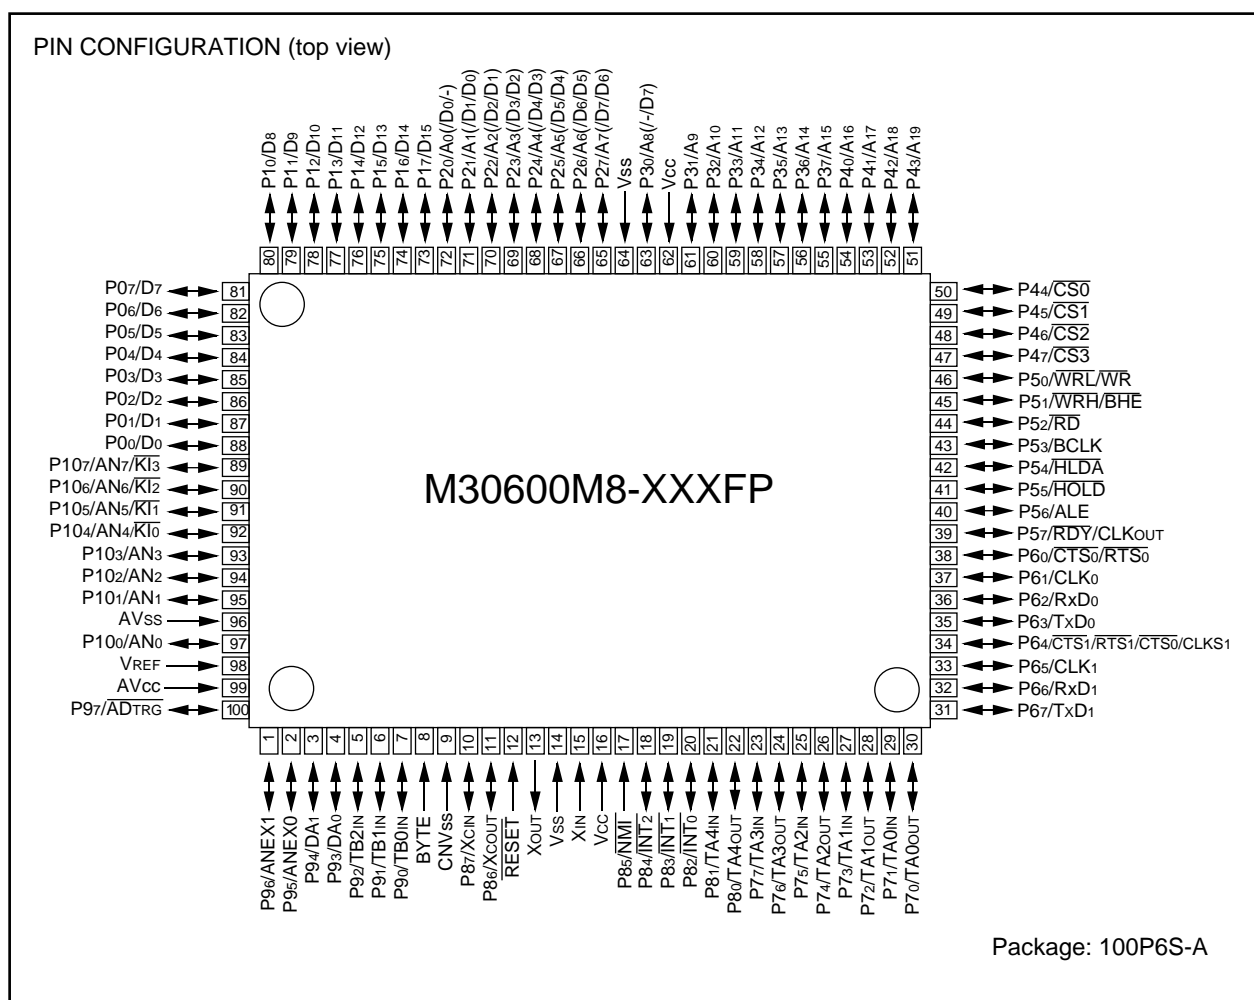 PIN CONFIGURATION (top view)
P10/D8
P11/D9
P12/D10
P13/D11
P14/D12
P15/D13
P16/D14
P17/D15
P20/A0(/D0/-)
P21/A1(/D1/D0)
P22/A2(/D2/D1)
P23/A3(/D3/D2)
P24/A4(/D4/D3)
P25/A5(/D5/D4)
P26/A6(/D6/D5)
P27/A7(/D7/D6)
Vss
P30/A8(/-/D7)
Vcc
P31/A9
P32/A10
P33/A11
P34/A12
P35/A13
P36/A14
P37/A15
P40/A16
P41/A17
P42/A18
P43/A19
80 79 78 77 76 75 74 73 72 71 70 69 68 67 66 65 64 63 62 61 60 59 58 57 56 55 54 53 52 51
P07/D7 81
P06/D6 82
P05/D5 83
P04/D4 84
P03/D3 85
P02/D2 86
P01/D1 87
P00/D0 88
P107/AN7/KI3 89
P106/AN6/KI2 90
P105/AN5/KI1 91
P104/AN4/KI0 92
P103/AN3 93
P102/AN2 94
P101/AN1 95
AVSS 96
P100/AN0 97
VREF 98
AVCC 99
P97/ADTRG 100
M30600M8-XXXFP
50 P44/CS0
49 P45/CS1
48 P46/CS2
47 P47/CS3
46 P50/WRL/WR
45 P51/WRH/BHE
44 P52/RD
43 P53/BCLK
42 P54/HLDA
41 P55/HOLD
40 P56/ALE
39 P57/RDY/CLKOUT
38 P60/CTS0/RTS0
37 P61/CLK0
36 P62/RxD0
35 P63/TxD0
34 P64/CTS1/RTS1/CTS0/CLKS1
33 P65/CLK1
32 P66/RxD1
31 P67/TxD1
1 2 3 4 5 6 7 8 9 10 11 12 13 14 15 16 17 18 19 20 21 22 23 24 25 26 27 28 29 30
P96/ANEX1
P95/ANEX0
P94/DA1
P93/DA0
P92/TB2IN
P91/TB1IN
P90/TB0IN
BYTE
CNVss
P87/XCIN
P86/XCOUT
RESET
XOUT
VSS
XIN
VCC
P85/NMI
P84/INT2
P83/INT1
P82/INT0
P81/TA4IN
P80/TA4OUT
P77/TA3IN
P76/TA3OUT
P75/TA2IN
P74/TA2OUT
P73/TA1IN
P72/TA1OUT
P71/TA0IN
P70/TA0OUT
Package: 100P6S-A